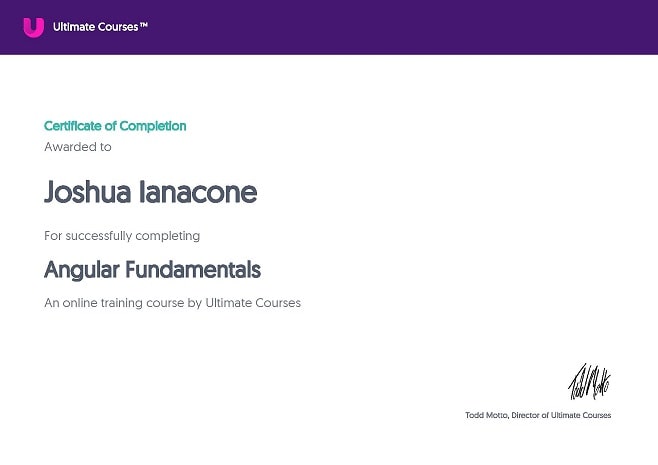 Ultimate Courses™
Certificate of Completion
Awarded to
Joshua Ianacone
For successfully completing
Angular Fundamentals
An online training course by Ultimate Courses
Todd Motto
Todd Motto, Director of Ultimate Courses